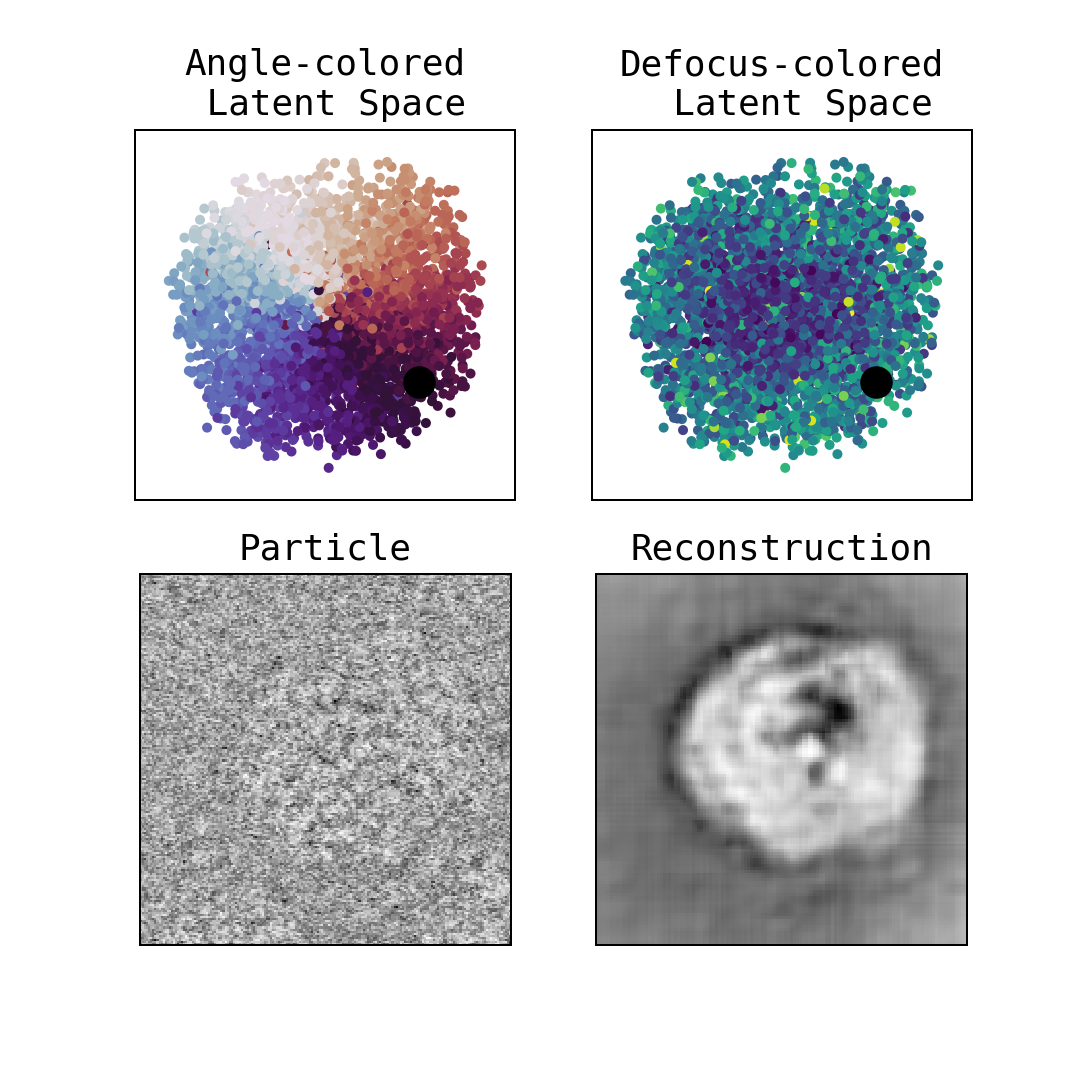 Angle-colored
Latent Space
Defocus-colored
Latent Space
Particle
Reconstruction